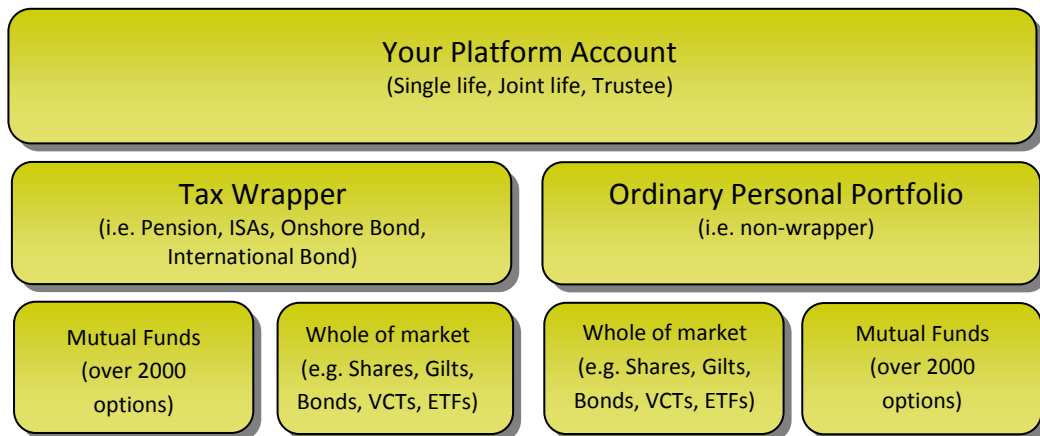 Your Platform Account
(Single life, Joint life, Trustee)
Tax Wrapper
(i.e. Pension, ISAs, Onshore Bond,
International Bond)
Ordinary Personal Portfolio
(i.e. non-wrapper)
Mutual Funds
(over 2000
options)
Whole of market
(e.g. Shares, Gilts,
Bonds, VCTs, ETFs)
Whole of market
(e.g. Shares, Gilts,
Bonds, VCTs, ETFs)
Mutual Funds
(over 2000
options)